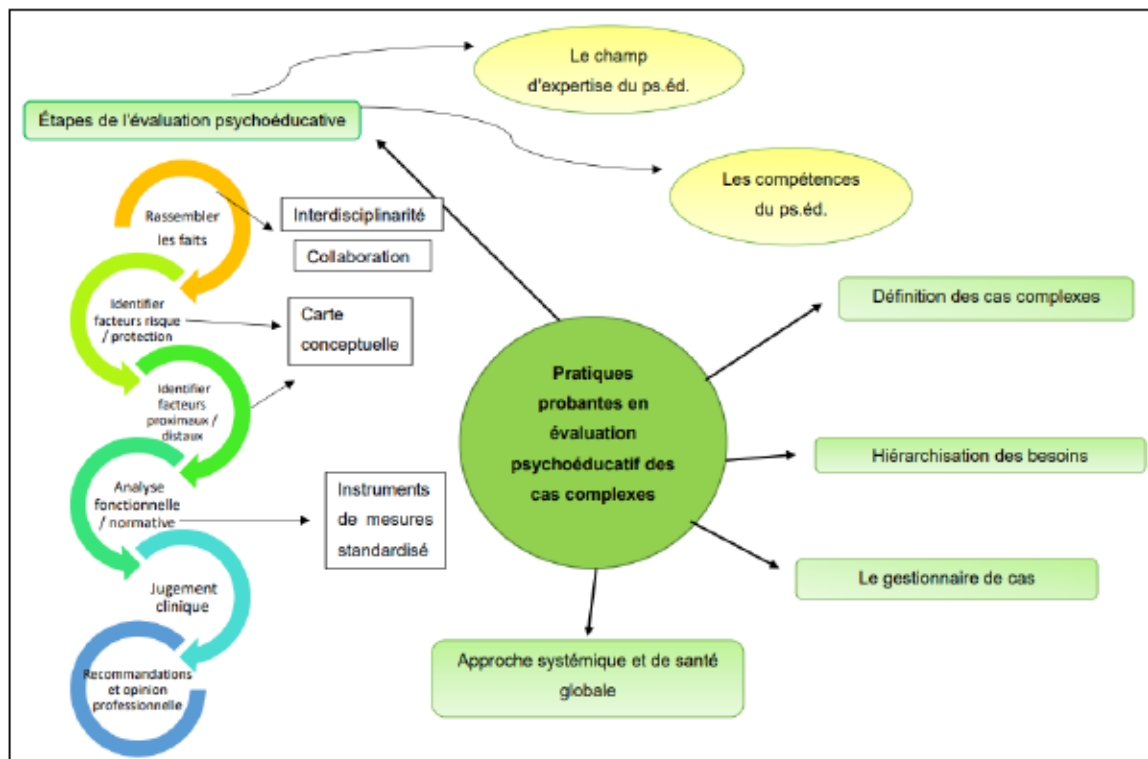 Le champ
d'expertise du ps.éd.
Étapes de l'évaluation psychoéducative
Les compétences
du ps.éd.
Rassembler
les faits
Interdisciplinarité
Collaboration
Identifier
facteurs risque
/ protection
Carte
conceptuelle
Identifier
facteurs
proximaux /
distaux
Analyse
fonctionnelle
/ normative
Instruments
de mesures
standardisé
Jugement
clinique
Recommandations
et opinion
professionnelle
Pratiques
probantes en
évaluation
psychoéducatif des
cas complexes
Définition des cas complexes
Hiérarchisation des besoins
Le gestionnaire de cas
Approche systémique et de santé
globale